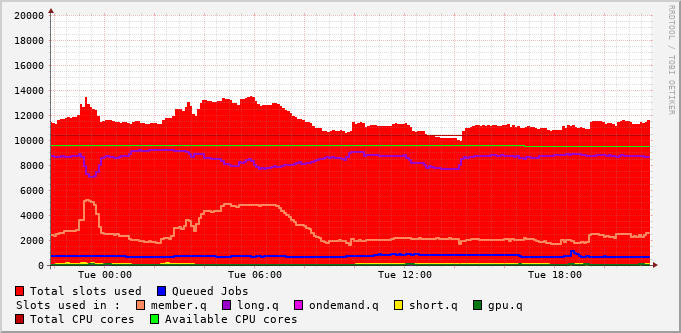 RRDTOOL / TOBI OETIKER
20000
18000
16000
14000
12000
10000
8000
6000
4000
2000
0
Tue 00:00 Tue 06:00 Tue 12:00 Tue 18:00
Total slots used Queued Jobs
Slots used in : member.q long.q ondemand.q short.q gpu.q
Total CPU cores Available CPU cores